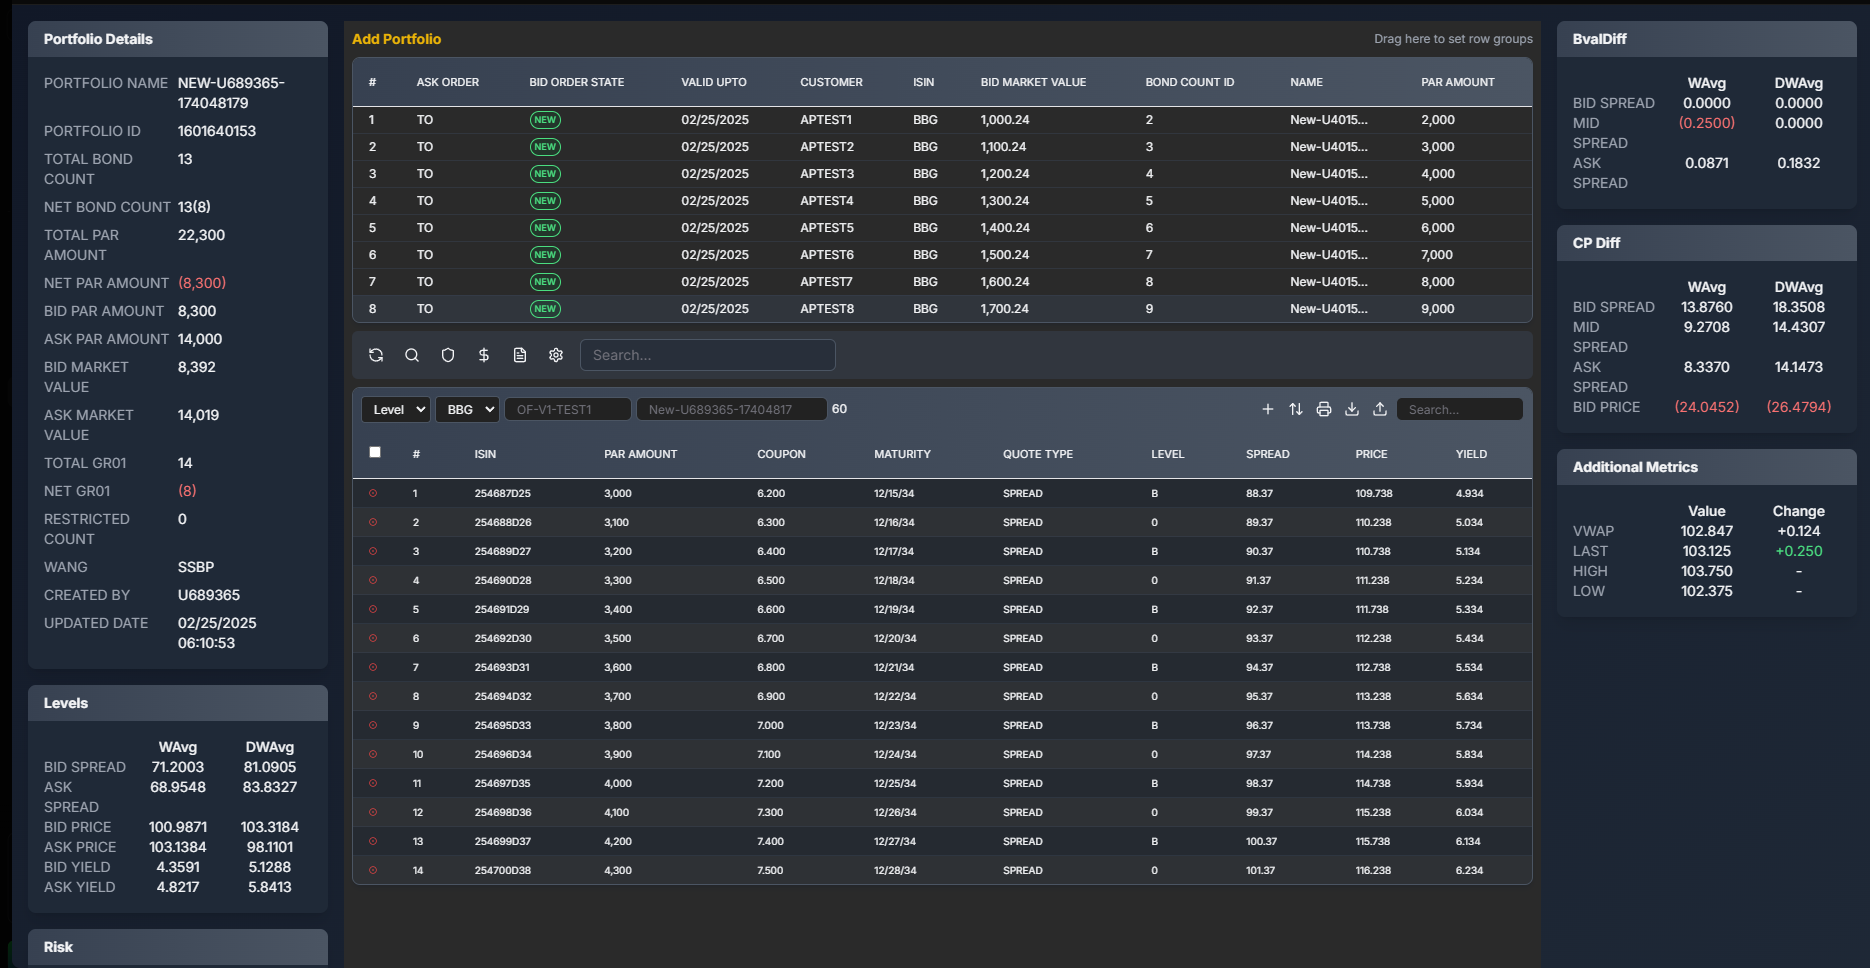 Portfolio Details
PORTFOLIO NAME NEW-U689365-
174048179
PORTFOLIO ID 1601640153
TOTAL BOND 13
COUNT
NET BOND COUNT 13(8)
TOTAL PAR 22,300
AMOUNT
NET PAR AMOUNT (8,300)
BID PAR AMOUNT 8,300
ASK PAR AMOUNT 14,000
BID MARKET 8,392
VALUE
ASK MARKET 14,019
VALUE
TOTAL GR01 14
NET GR01 (8)
RESTRICTED 0
COUNT
WANG SSBP
CREATED BY U689365
UPDATED DATE 02/25/2025
06:10:53
Levels
WAvg DWAvg
BID SPREAD 71.2003 81.0905
ASK 68.9548 83.8327
SPREAD
BID PRICE 100.9871 103.3184
ASK PRICE 103.1384 98.1101
BID YIELD 4.3591 5.1288
ASK YIELD 4.8217 5.8413
Risk
Add Portfolio Drag here to set row groups
# ASK ORDER BID ORDER STATE VALID UPTO CUSTOMER ISIN BID MARKET VALUE BOND COUNT ID NAME PAR AMOUNT
1 TO NEW 02/25/2025 APTEST1 BBG 1,000.24 2 New-U4015... 2,000
2 TO NEW 02/25/2025 APTEST2 BBG 1,100.24 3 New-U4015... 3,000
3 TO NEW 02/25/2025 APTEST3 BBG 1,200.24 4 New-U4015... 4,000
4 TO NEW 02/25/2025 APTEST4 BBG 1,300.24 5 New-U4015... 5,000
5 TO NEW 02/25/2025 APTEST5 BBG 1,400.24 6 New-U4015... 6,000
6 TO NEW 02/25/2025 APTEST6 BBG 1,500.24 7 New-U4015... 7,000
7 TO NEW 02/25/2025 APTEST7 BBG 1,600.24 8 New-U4015... 8,000
8 TO NEW 02/25/2025 APTEST8 BBG 1,700.24 9 New-U4015... 9,000
Search...
Level BBG OF-V1-TEST1 New-U689365-17404817 60 Search...
# ISIN PAR AMOUNT COUPON MATURITY QUOTE TYPE LEVEL SPREAD PRICE YIELD
1 254687D25 3,000 6.200 12/15/34 SPREAD B 88.37 109.738 4.934
2 254688D26 3,100 6.300 12/16/34 SPREAD 0 89.37 110.238 5.034
3 254689D27 3,200 6.400 12/17/34 SPREAD B 90.37 110.738 5.134
4 254690D28 3,300 6.500 12/18/34 SPREAD 0 91.37 111.238 5.234
5 254691D29 3,400 6.600 12/19/34 SPREAD B 92.37 111.738 5.334
6 254692D30 3,500 6.700 12/20/34 SPREAD 0 93.37 112.238 5.434
7 254693D31 3,600 6.800 12/21/34 SPREAD B 94.37 112.738 5.534
8 254694D32 3,700 6.900 12/22/34 SPREAD 0 95.37 113.238 5.634
9 254695D33 3,800 7.000 12/23/34 SPREAD B 96.37 113.738 5.734
10 254696D34 3,900 7.100 12/24/34 SPREAD 0 97.37 114.238 5.834
11 254697D35 4,000 7.200 12/25/34 SPREAD B 98.37 114.738 5.934
12 254698D36 4,100 7.300 12/26/34 SPREAD 0 99.37 115.238 6.034
13 254699D37 4,200 7.400 12/27/34 SPREAD B 100.37 115.738 6.134
14 254700D38 4,300 7.500 12/28/34 SPREAD 0 101.37 116.238 6.234
BvalDiff
WAvg DWAvg
BID SPREAD 0.0000 0.0000
MID (0.2500) 0.0000
SPREAD
ASK 0.0871 0.1832
SPREAD
CP Diff
WAvg DWAvg
BID SPREAD 13.8760 18.3508
MID 9.2708 14.4307
SPREAD
ASK 8.3370 14.1473
SPREAD
BID PRICE (24.0452) (26.4794)
Additional Metrics
Value Change
VWAP 102.847 +0.124
LAST 103.125 +0.250
HIGH 103.750 -
LOW 102.375 -